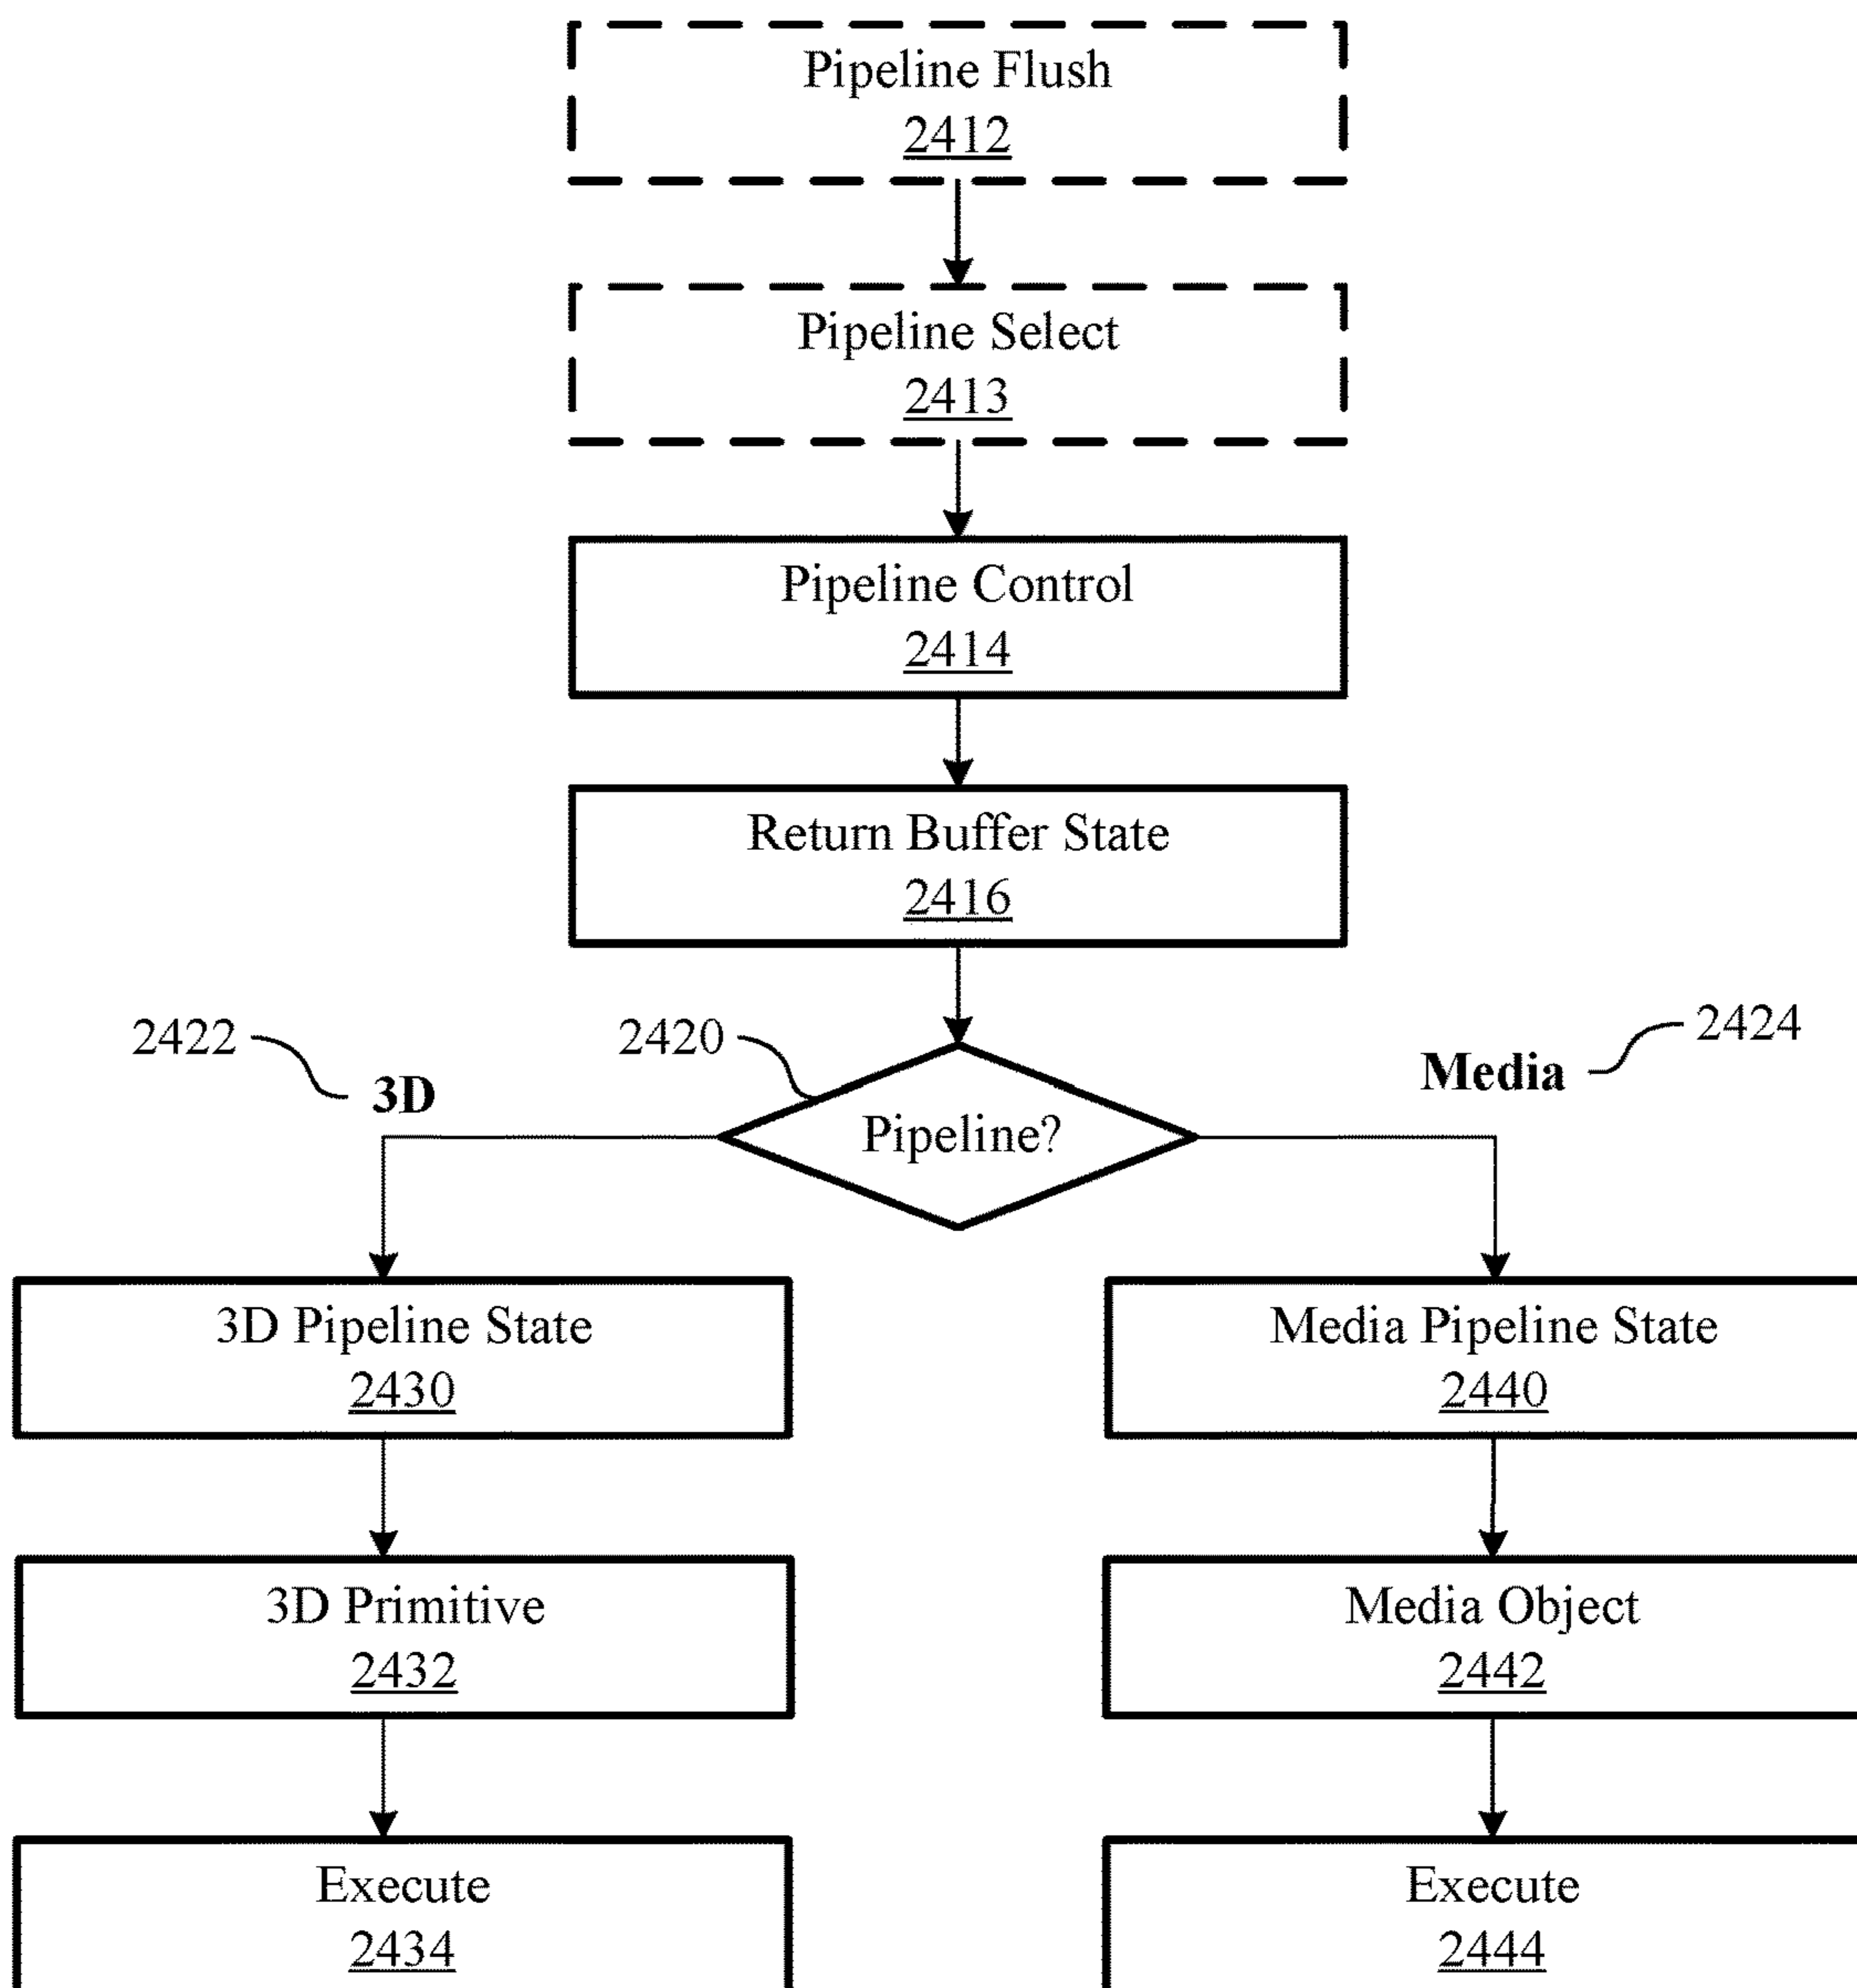 Pipeline Flush
2412
Pipeline Select
2413
Pipeline Control
2414
Return Buffer State
2416
2422
2420
2424
3D
Media
Pipeline?
3D Pipeline State
2430
Media Pipeline State
2440
3D Primitive
2432
Media Object
2442
Execute
2434
Execute
2444